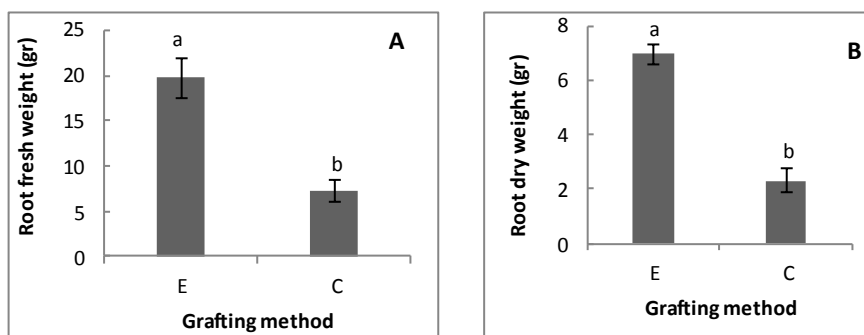 A
Root fresh weight (gr)
25
20
15
10
5
0
a
b
E
C
Grafting method
B
Root dry weight (gr)
8
6
4
2
0
a
b
E
C
Grafting method